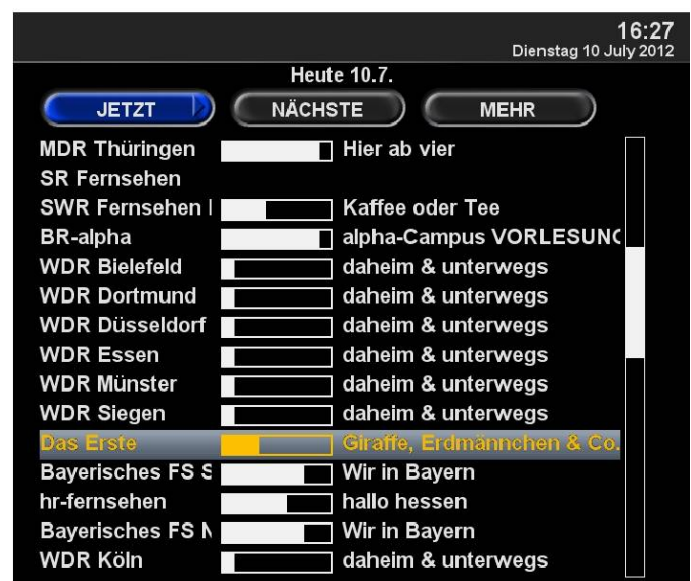 16:27
Dienstag 10 July 2012
Heute 10.7.
JETZT NÄCHSTE MEHR
MDR Thüringen Hier ab vier
SR Fernsehen
SWR Fernsehen Kaffee oder Tee
BR-alpha alpha-Campus VORLESUNG
WDR Bielefeld daheim & unterwegs
WDR Dortmund daheim & unterwegs
WDR Düsseldorf daheim & unterwegs
WDR Essen daheim & unterwegs
WDR Münster daheim & unterwegs
WDR Siegen daheim & unterwegs
Das Erste Giraffe, Erdmännchen & Co.
Bayerisches FS S Wir in Bayern
hr-fernsehen hallo hessen
Bayerisches FS N Wir in Bayern
WDR Köln daheim & unterwegs